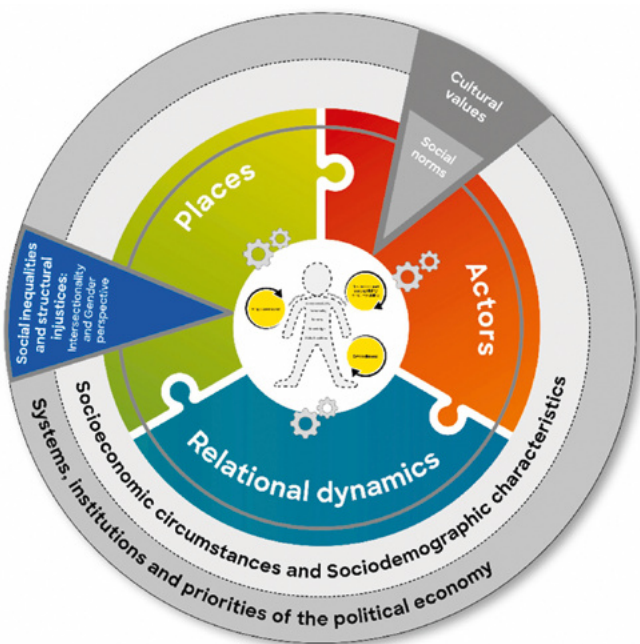 Cultural
values
Social
norms
Places
Actors
Relational dynamics
Social inequalities
and structural
injustices:
Intersectionality
and Gender
perspective
Socioeconomic circumstances and Sociodemographic characteristics
Systems, institutions and priorities of the political economy